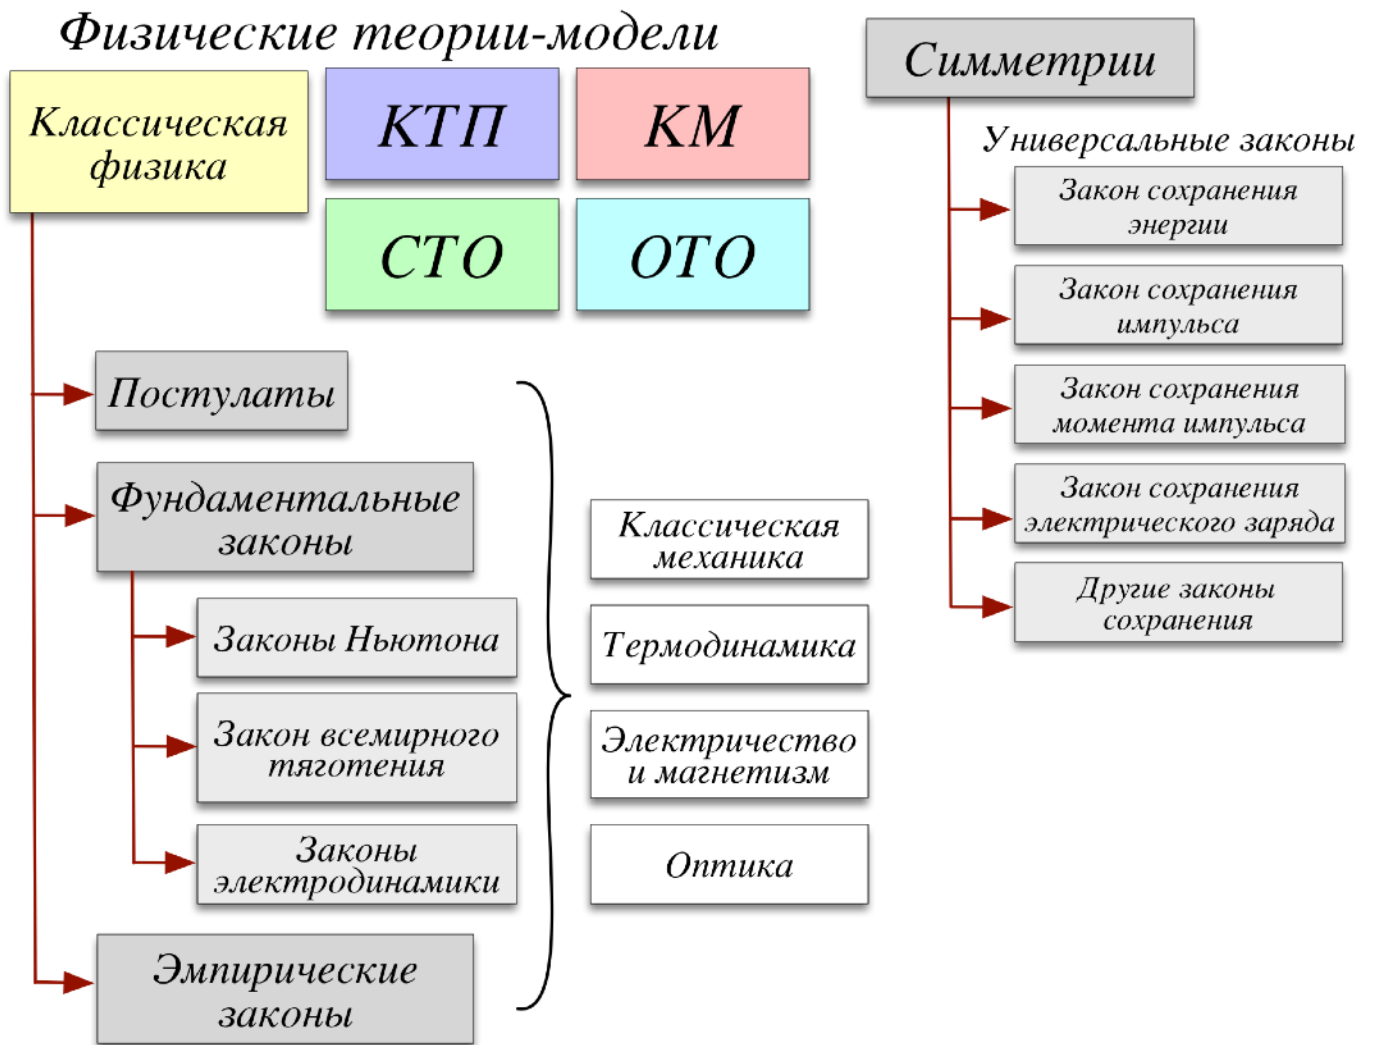 Физические теории-модели
Классическая
физика
КТП
КМ
СТО
ОТО
Постулаты
Фундаментальные
законы
Законы Ньютона
Закон всемирного
тяготения
Законы
электродинамики
Эмпирические
законы
Классическая
механика
Термодинамика
Электричество
и магнетизм
Оптика
Симметрии
Универсальные законы
Закон сохранения
энергии
Закон сохранения
импульса
Закон сохранения
момента импульса
Закон сохранения
электрического заряда
Другие законы
сохранения